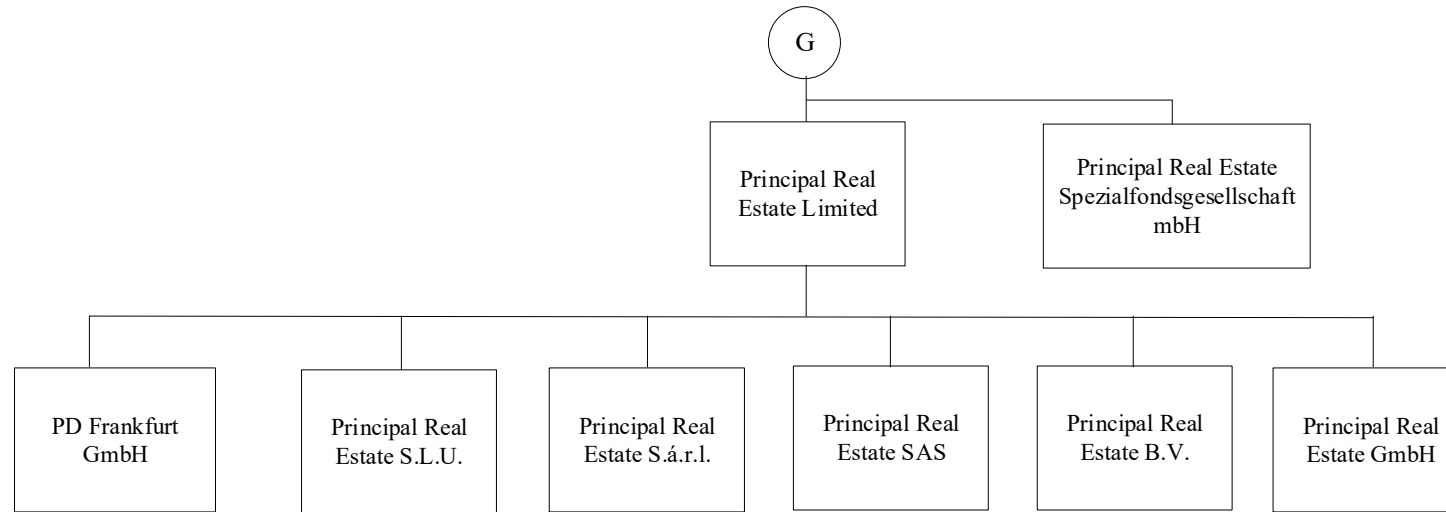 G
Principal Real
Estate Limited
Principal Real Estate
Spezialfondsgesellschaft
mbH
PD Frankfurt
GmbH
Principal Real
Estate S.L.U.
Principal Real
Estate S.á.r.l.
Principal Real
Estate SAS
Principal Real
Estate B.V.
Principal Real
Estate GmbH